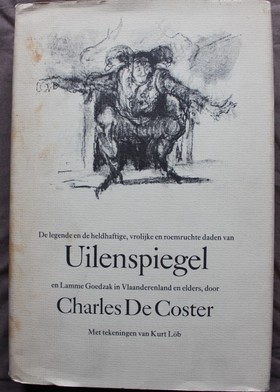 De legende en de heldhaftige, vrolijke en roemruchte daden van
Uilenspiegel
en Lamme Goedzak in Vlaanderenland en elders, door
Charles De Coster
Met tekeningen van Kurt Löb